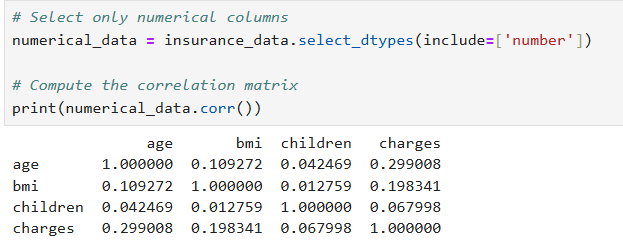 # Select only numerical columns
numerical_data = insurance_data.select_dtypes(include=['number'])
# Compute the correlation matrix
print(numerical_data.corr())
age bmi children charges
age 1.000000 0.109272 0.042469 0.299008
bmi 0.109272 1.000000 0.012759 0.198341
children 0.042469 0.012759 1.000000 0.067998
charges 0.299008 0.198341 0.067998 1.000000